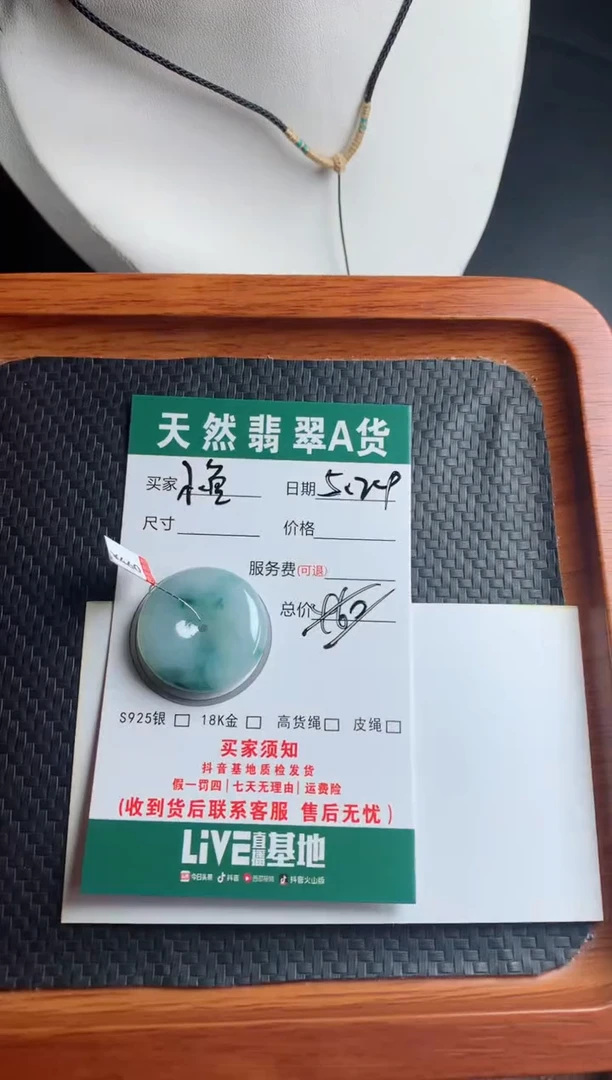 天然翡翠A货
买家 日期5.24
尺寸 价格
服务费(可退)
总价
S925银 18K金 高货绳 皮绳
买家须知
抖音基地质检发货
假一罚四|七天无理由|运费险
(收到货后联系客服 售后无忧)
LiVE直播基地
今日头条 抖音 西瓜视频 抖音火山版